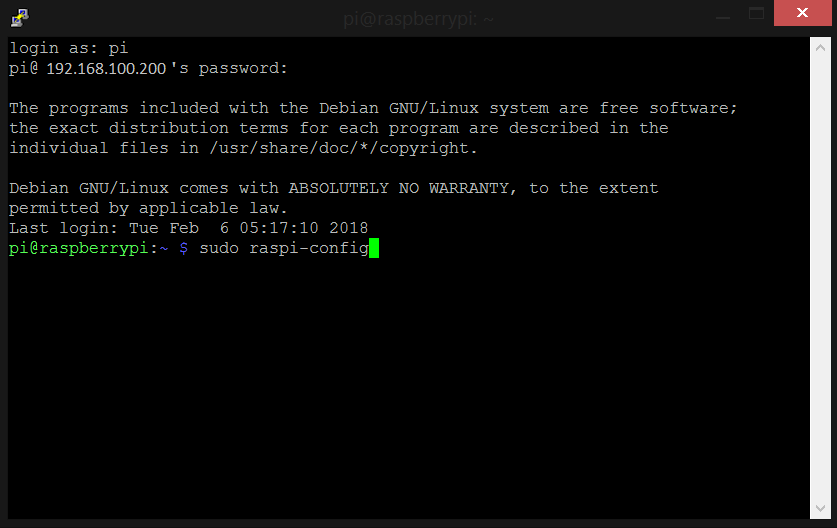 pi@raspberrypi: ~
login as: pi
pi@ 192.168.100.200 's password:
The programs included with the Debian GNU/Linux system are free software;
the exact distribution terms for each program are described in the
individual files in /usr/share/doc/*/copyright.
Debian GNU/Linux comes with ABSOLUTELY NO WARRANTY, to the extent
permitted by applicable law.
Last login: Tue Feb  6 05:17:10 2018
pi@raspberrypi:~ $ sudo raspi-config